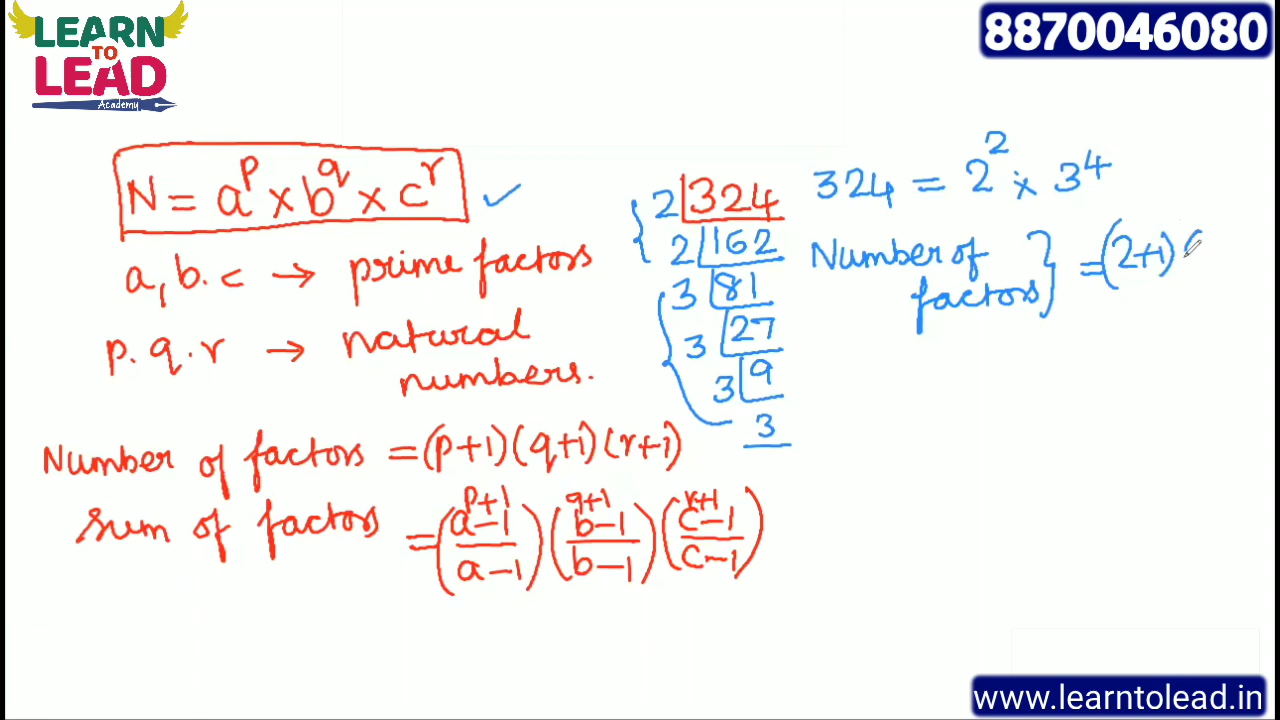 LEARN
TO
LEAD
Academy
8870046080
N = a^p × b^q × c^r ✓
a, b. c → prime factors
p. q. r → natural
numbers.
Number of factors = (p+1) (q+1) (r+1)
Sum of factors = (a^(p+1) - 1 / a - 1) (b^(q+1) - 1 / b - 1) (c^(r+1) - 1 / c - 1)
2 | 324
2 | 162
3 | 81
3 | 27
3 | 9
3
324 = 2^2 × 3^4
Number of
factors } = (2+1) (
www.learntolead.in